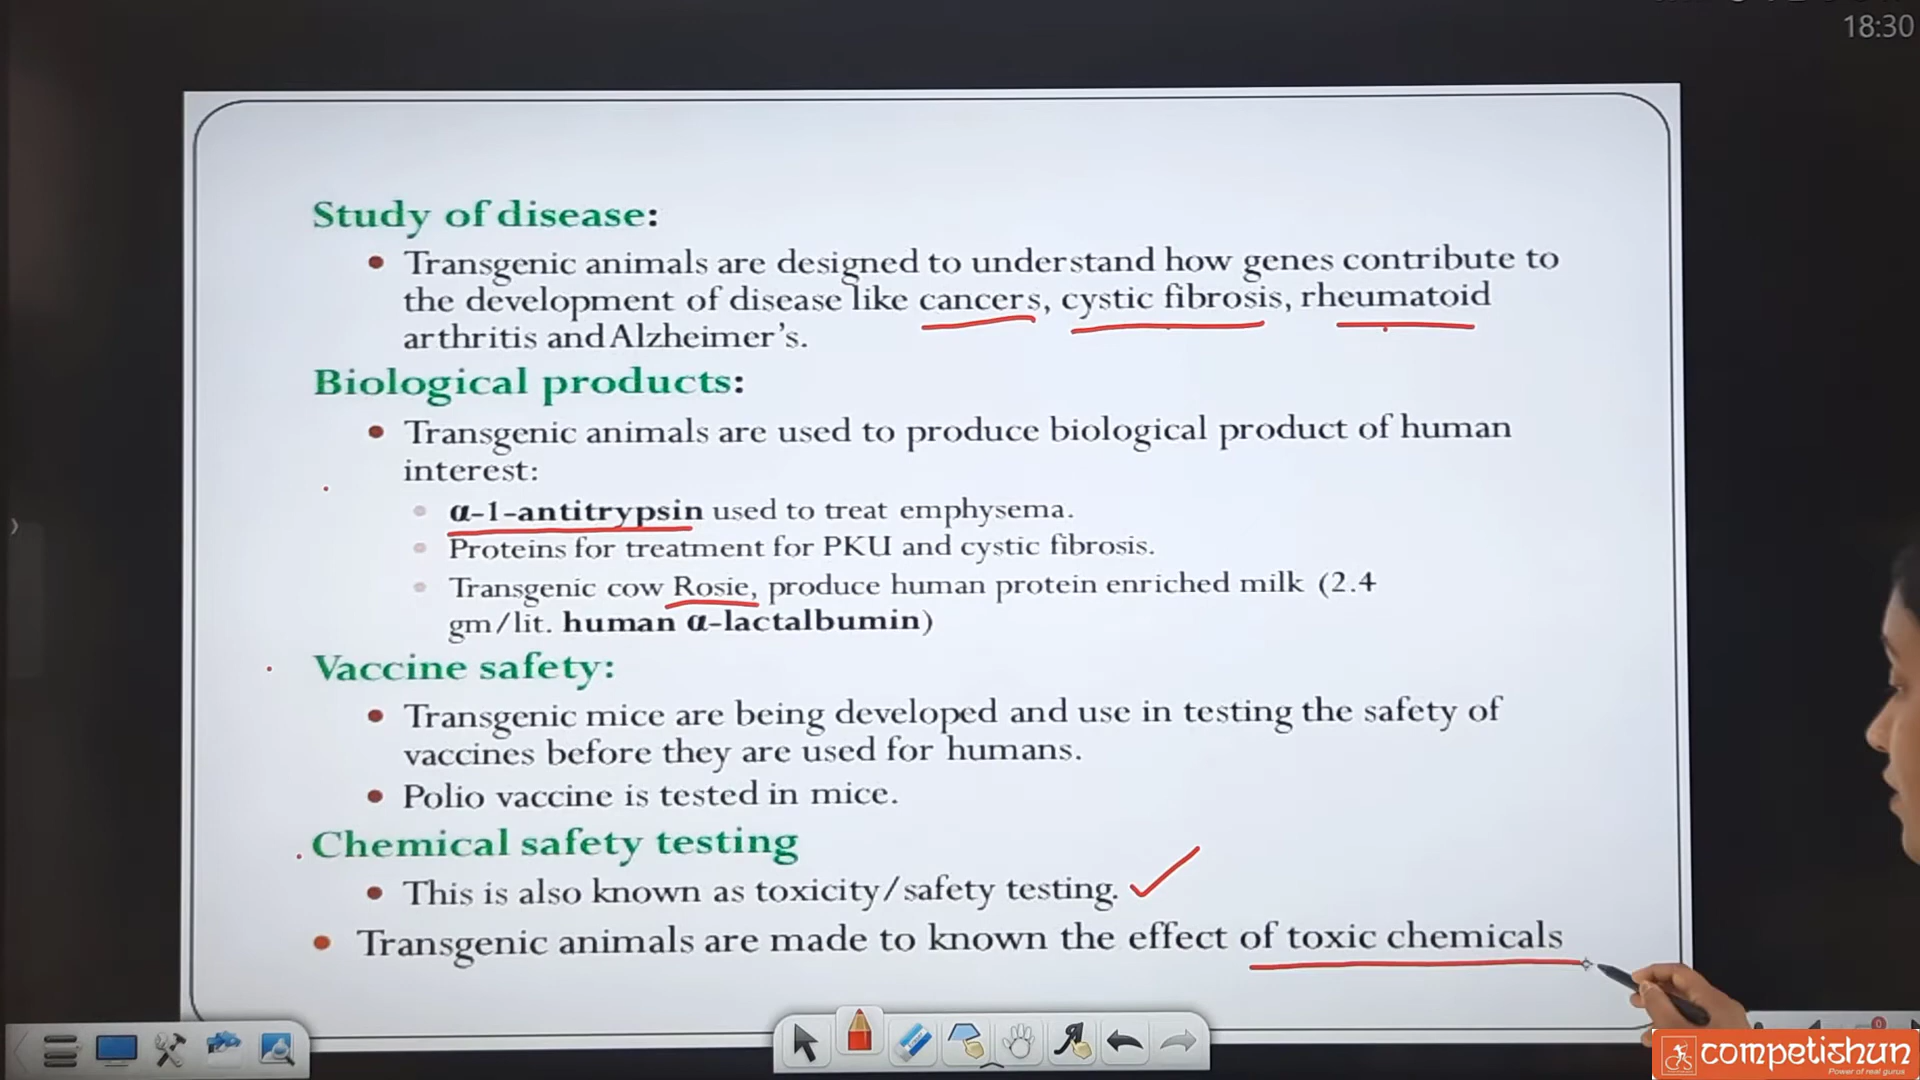 18:30
Study of disease:
Transgenic animals are designed to understand how genes contribute to
the development of disease like cancers, cystic fibrosis, rheumatoid
arthritis and Alzheimer's.
Biological products:
Transgenic animals are used to produce biological product of human
interest:
α-1-antitrypsin used to treat emphysema.
Proteins for treatment for PKU and cystic fibrosis.
Transgenic cow Rosie, produce human protein enriched milk (2.4
gm/lit. human α-lactalbumin)
Vaccine safety:
Transgenic mice are being developed and use in testing the safety of
vaccines before they are used for humans.
Polio vaccine is tested in mice.
Chemical safety testing
This is also known as toxicity/safety testing.
Transgenic animals are made to known the effect of toxic chemicals
competishun
Power of real gurus